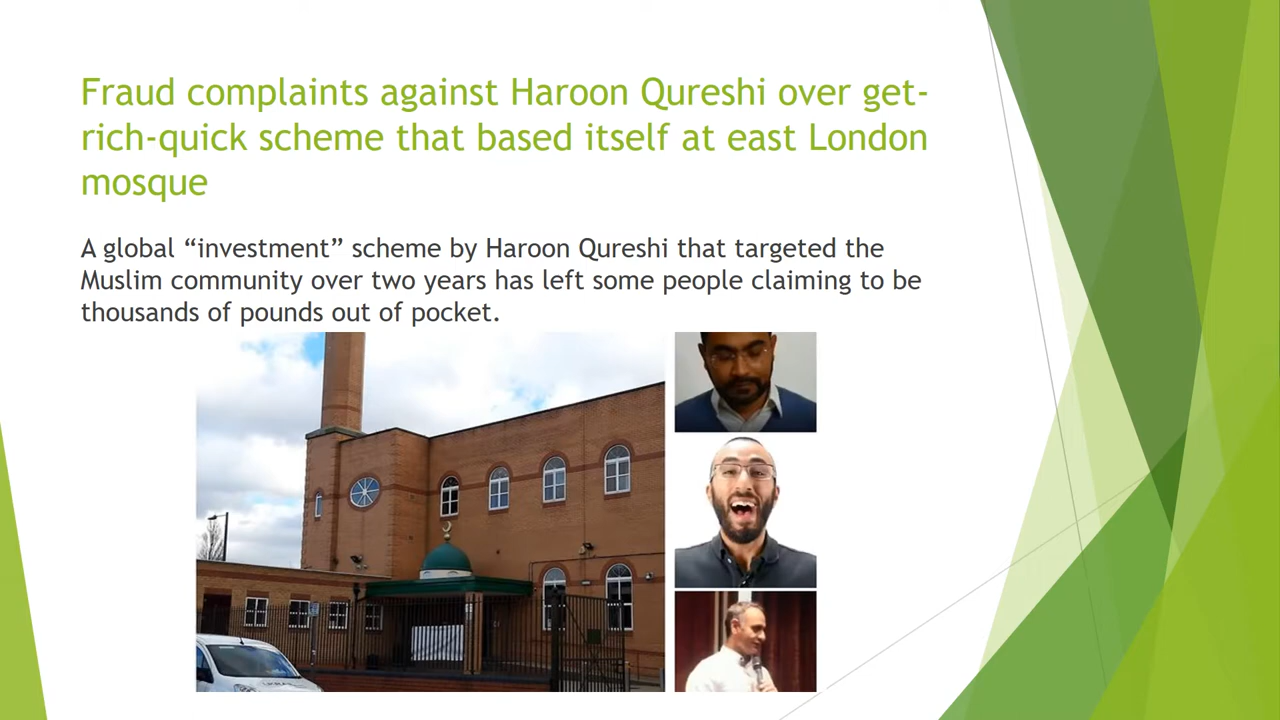 Fraud complaints against Haroon Qureshi over get-
rich-quick scheme that based itself at east London
mosque
A global “investment” scheme by Haroon Qureshi that targeted the
Muslim community over two years has left some people claiming to be
thousands of pounds out of pocket.